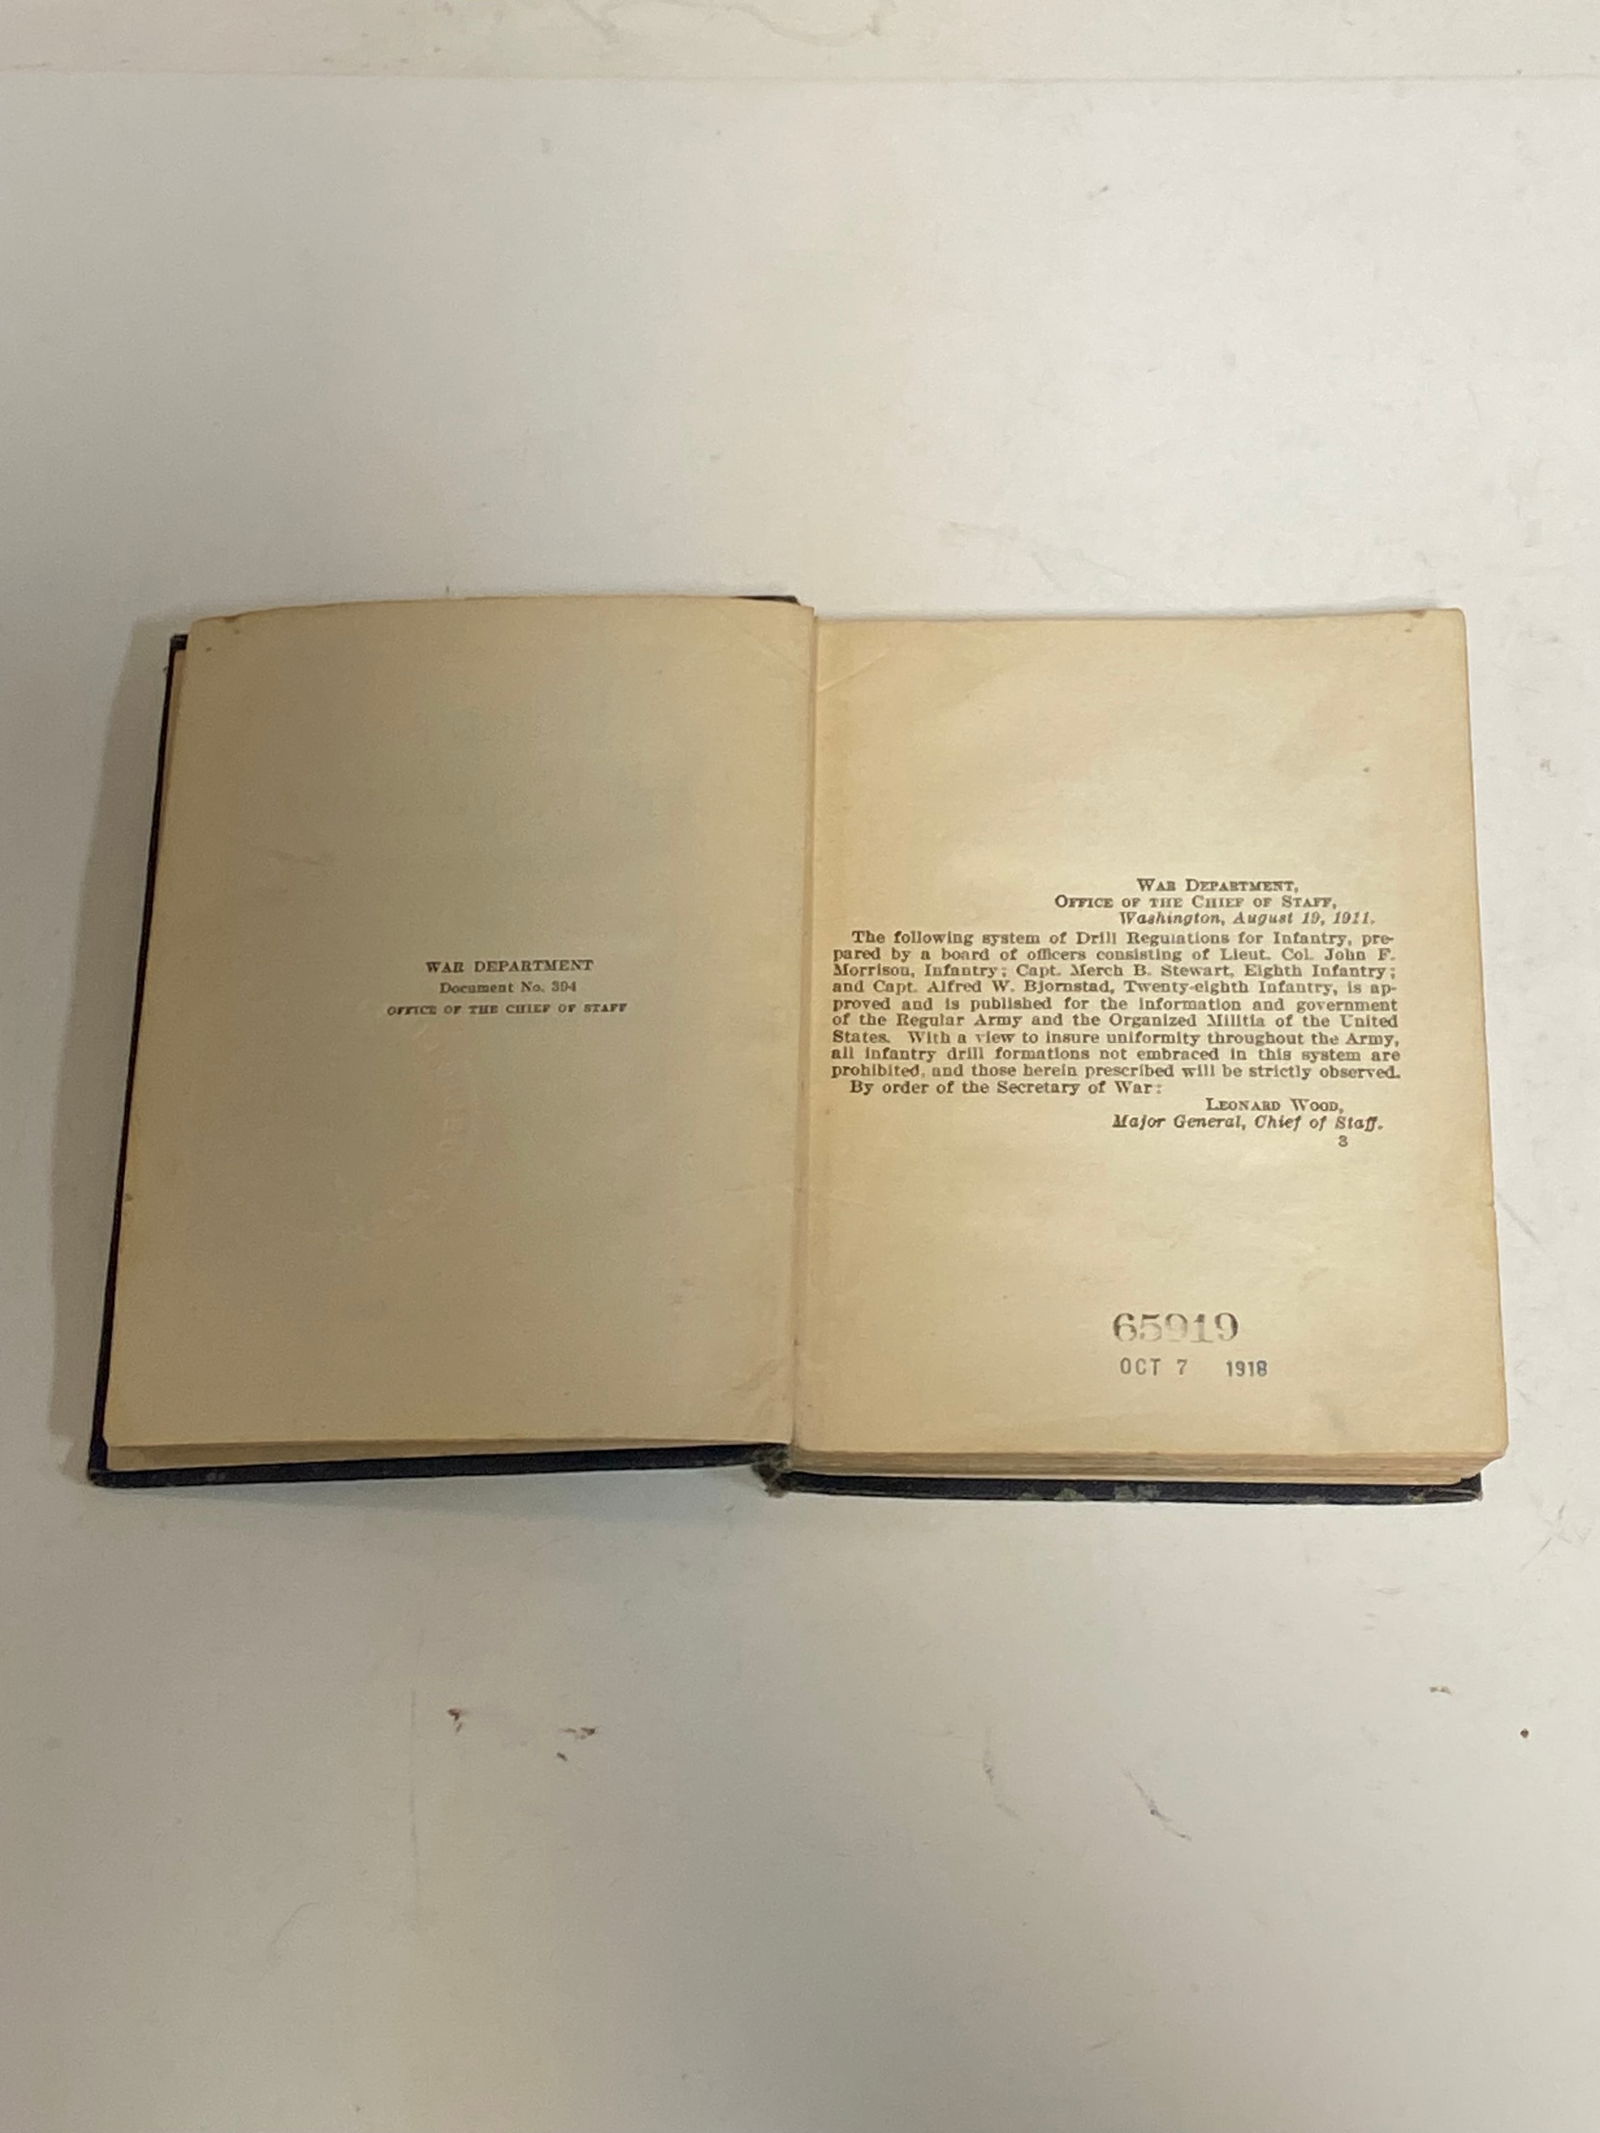 WAR DEPARTMENT
Document No. 394
OFFICE OF THE CHIEF OF STAFF
WAR DEPARTMENT,
OFFICE OF THE CHIEF OF STAFF,
Washington, August 19, 1911.
The following system of Drill Regulations for Infantry, pre-
pared by a board of officers consisting of Lieut. Col. John F.
Morrison, Infantry; Capt. Merch B. Stewart, Eighth Infantry;
and Capt. Alfred W. Bjornstad, Twenty-eighth Infantry, is ap-
proved and is published for the information and government
of the Regular Army and the Organized Militia of the United
States. With a view to insure uniformity throughout the Army,
all infantry drill formations not embraced in this system are
prohibited, and those herein prescribed will be strictly observed.
By order of the Secretary of War:
LEONARD WOOD,
Major General, Chief of Staff.
3
65919
OCT 7 1918